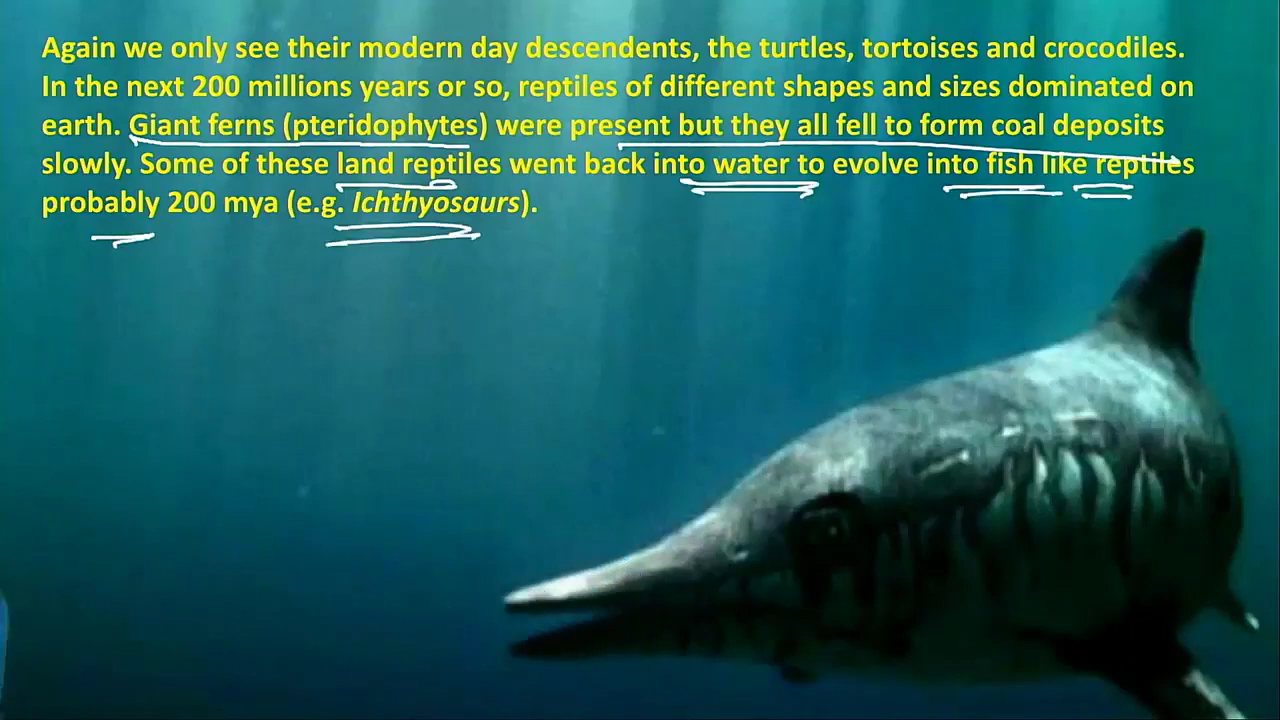 Again we only see their modern day descendents, the turtles, tortoises and crocodiles.
In the next 200 millions years or so, reptiles of different shapes and sizes dominated on
earth. Giant ferns (pteridophytes) were present but they all fell to form coal deposits
slowly. Some of these land reptiles went back into water to evolve into fish like reptiles
probably 200 mya (e.g. Ichthyosaurs).